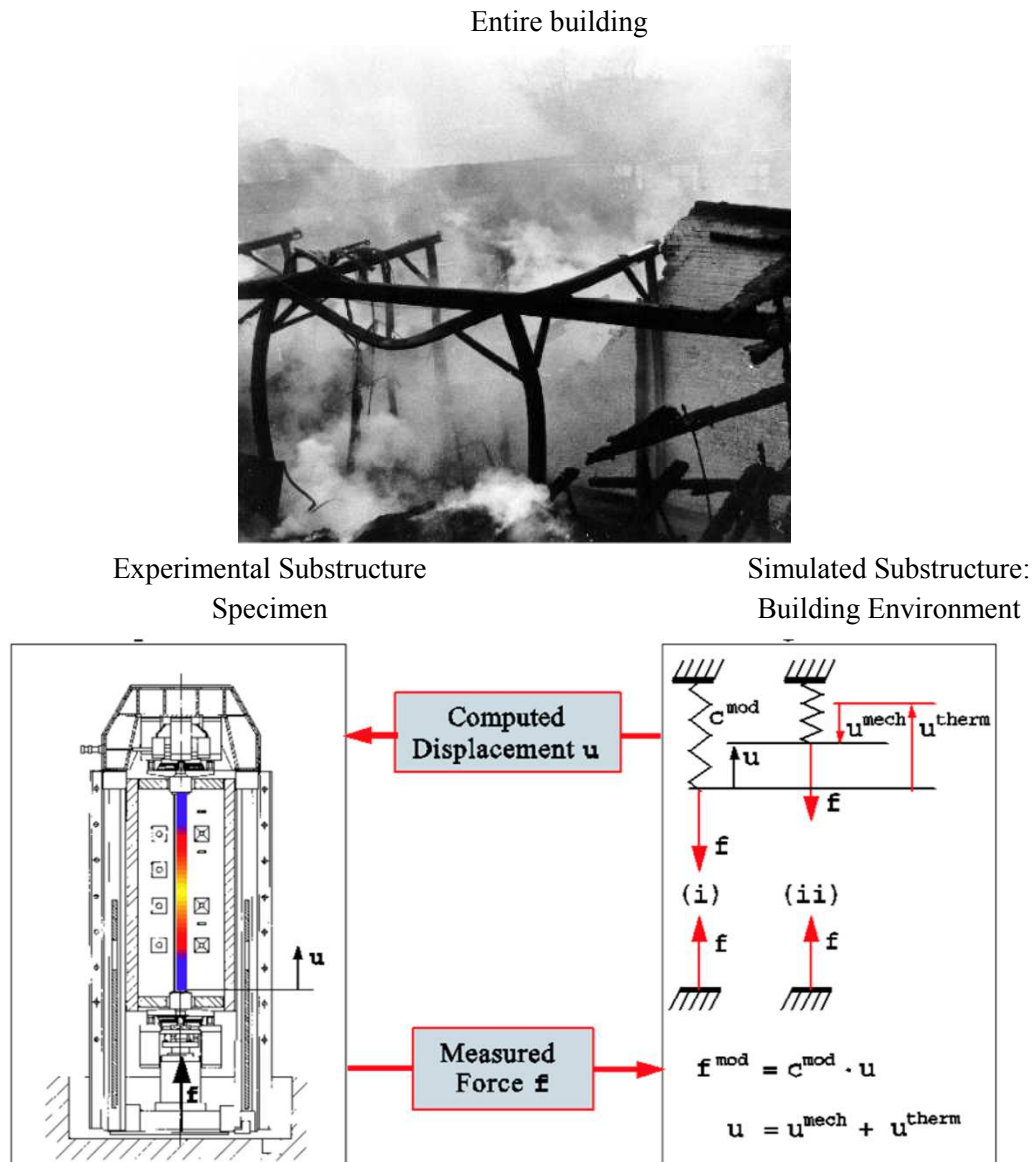 Entire building
Experimental Substructure
Specimen
Simulated Substructure:
Building Environment
Computed
Displacement u
Measured
Force f
u
f
c^mod
u^mech
u^therm
u
f
f
(i)
(ii)
f
f
f^mod = c^mod · u
u = u^mech + u^therm